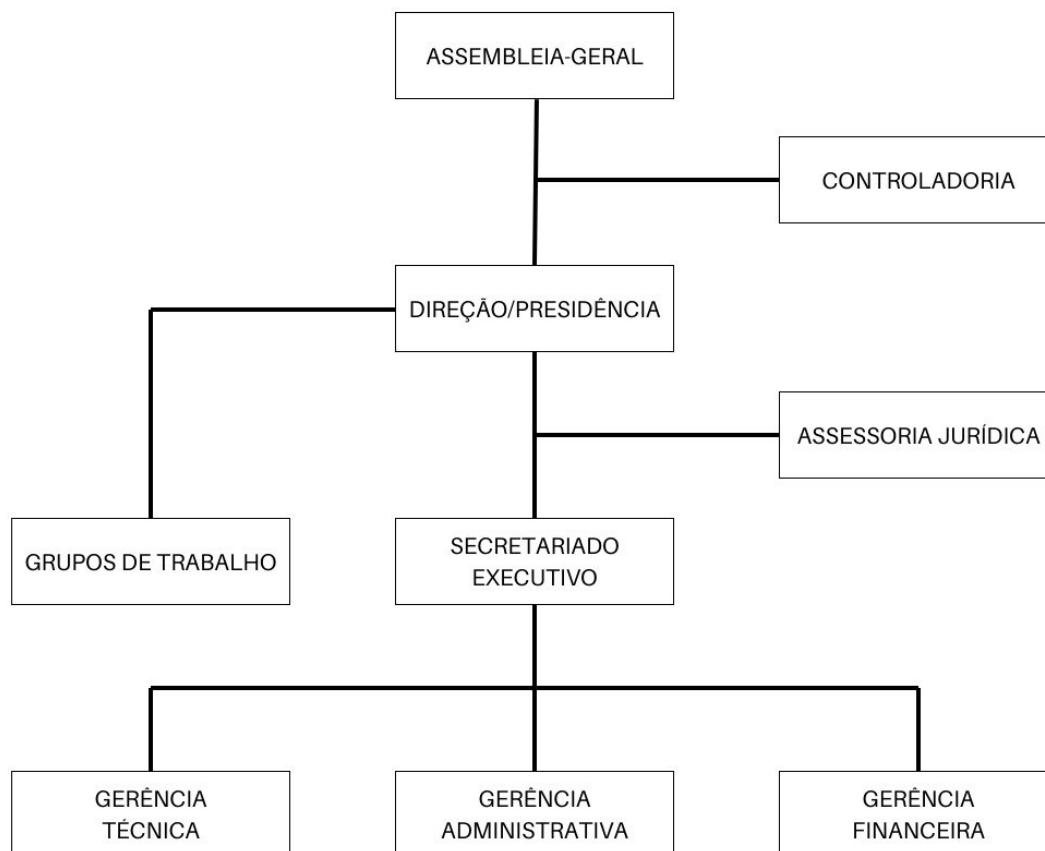 ASSEMBLEIA-GERAL
CONTROLADORIA
DIREÇÃO/PRESIDÊNCIA
ASSESSORIA JURÍDICA
GRUPOS DE TRABALHO
SECRETARIADO
EXECUTIVO
GERÊNCIA
TÉCNICA
GERÊNCIA
ADMINISTRATIVA
GERÊNCIA
FINANCEIRA